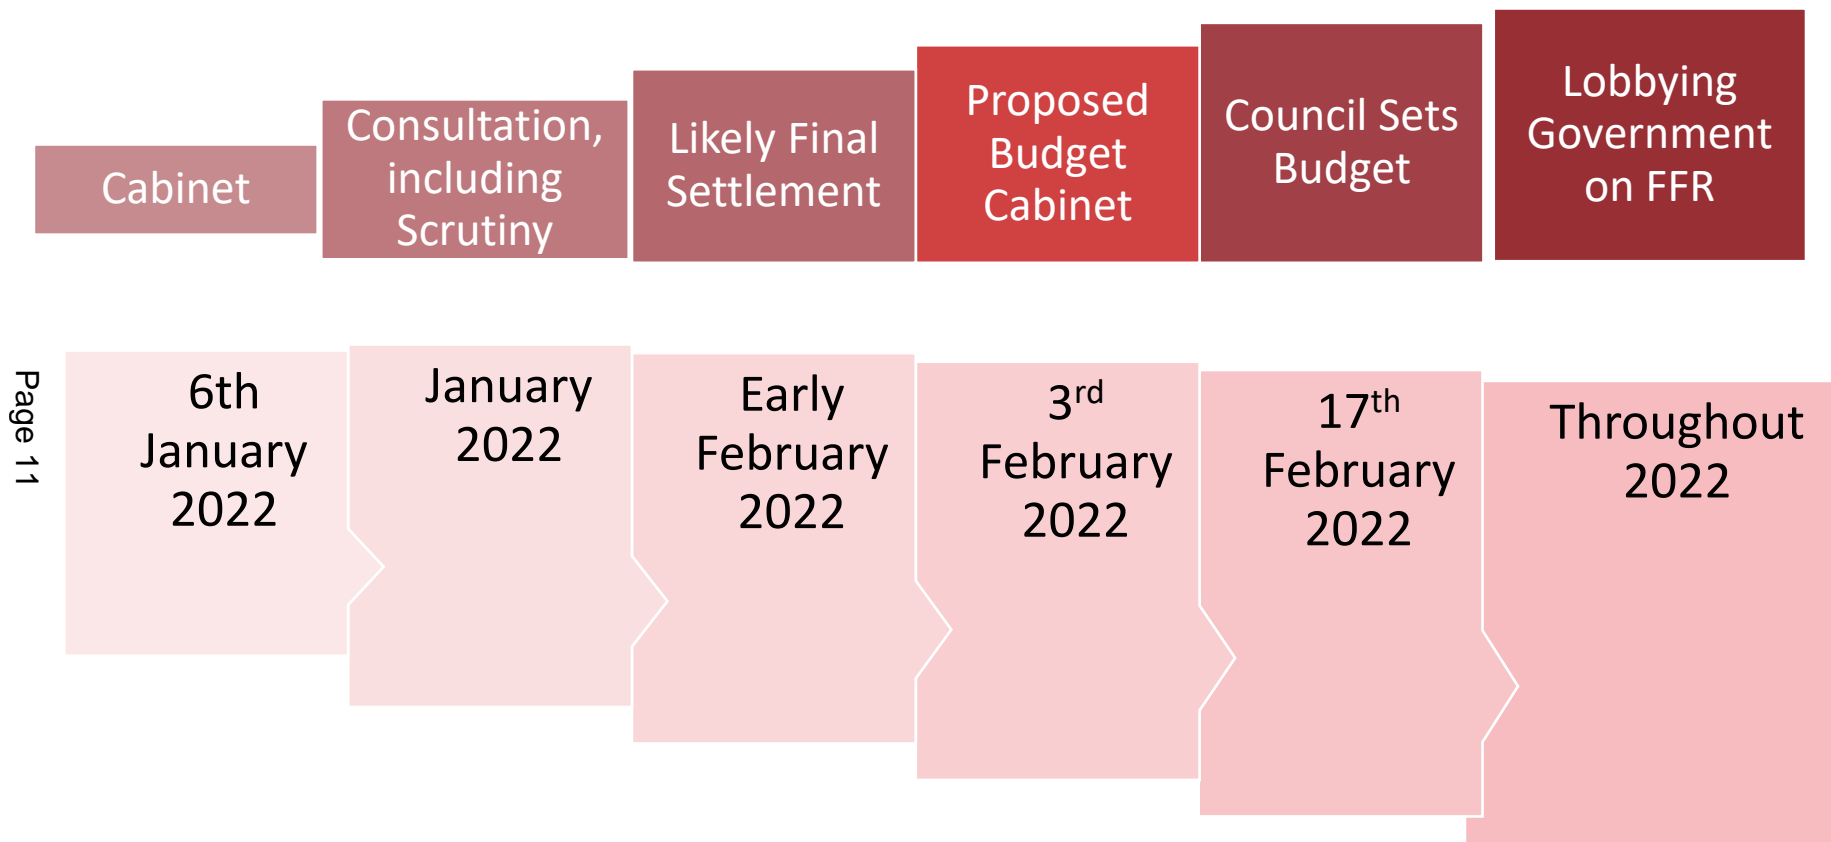 Cabinet
Consultation,
including
Scrutiny
Likely Final
Settlement
Proposed
Budget
Cabinet
Council Sets
Budget
Lobbying
Government
on FFR
6th
January
2022
January
2022
Early
February
2022
3rd
February
2022
17th
February
2022
Throughout
2022
Page 11